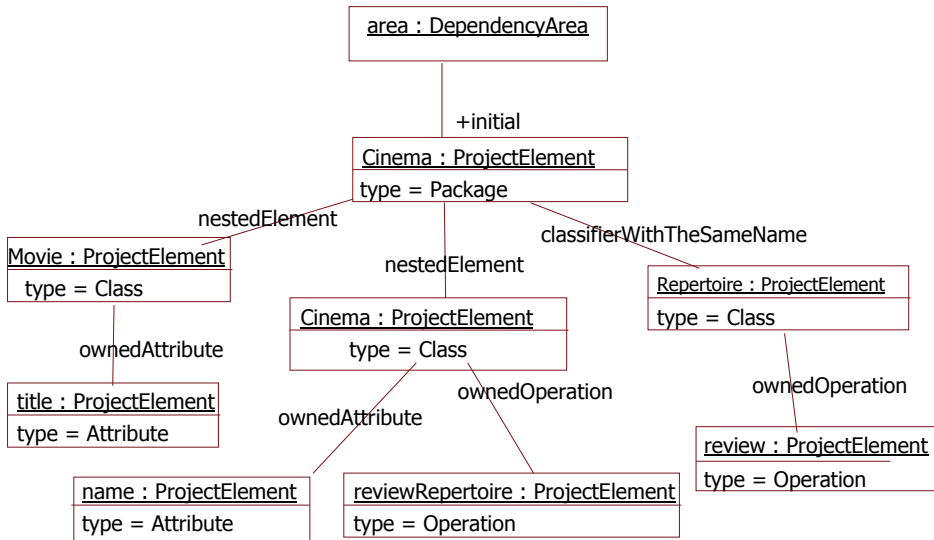 area : DependencyArea
+initial
Cinema : ProjectElement
type = Package
nestedElement
classifierWithTheSameName
nestedElement
Movie : ProjectElement
type = Class
Repertoire : ProjectElement
type = Class
Cinema : ProjectElement
type = Class
ownedAttribute
ownedOperation
ownedOperation
ownedAttribute
title : ProjectElement
type = Attribute
review : ProjectElement
type = Operation
name : ProjectElement
type = Attribute
reviewRepertoire : ProjectElement
type = Operation